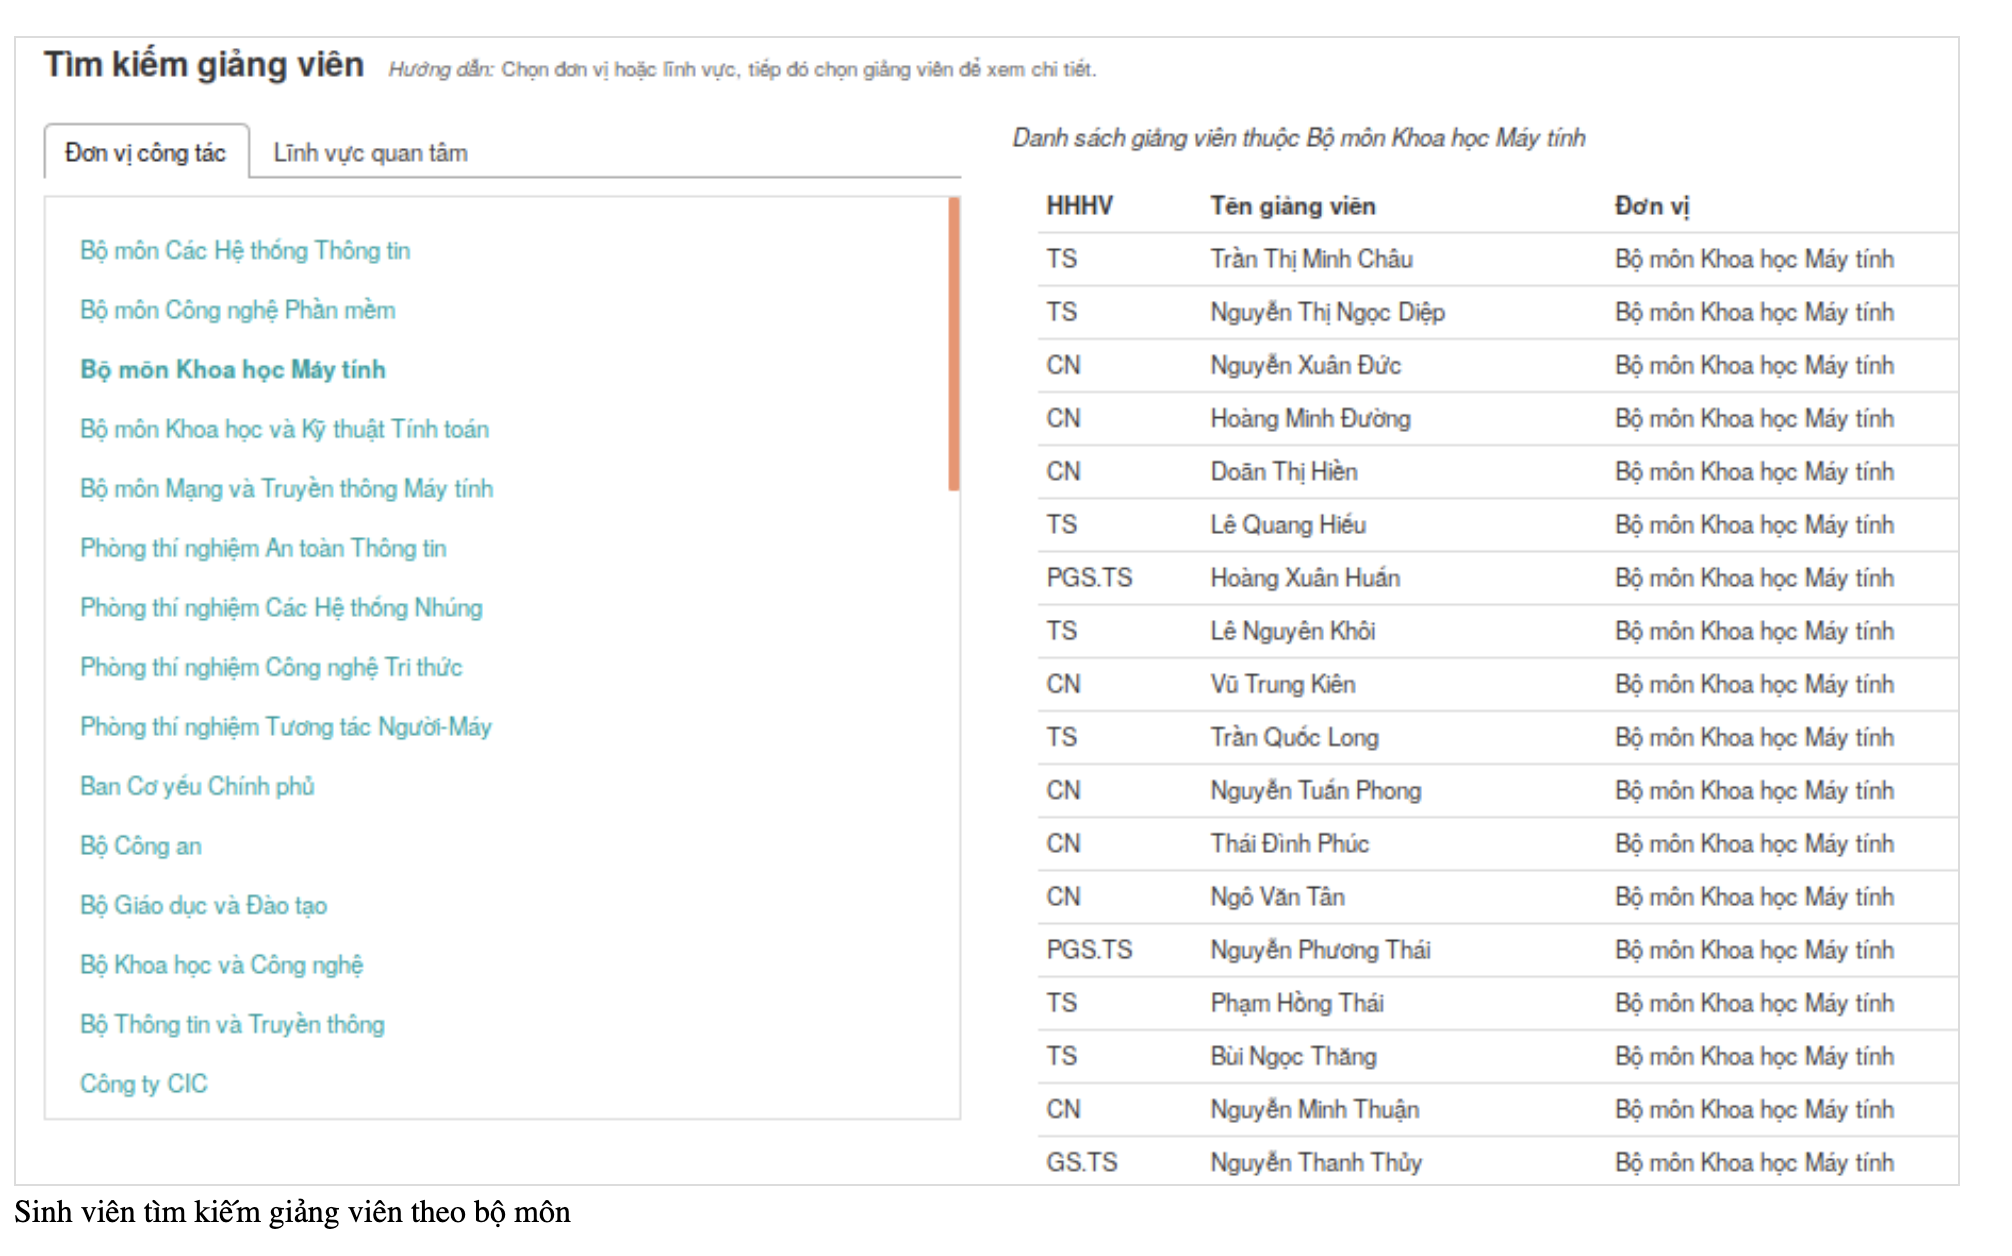 Tìm kiếm giảng viên Hướng dẫn: Chọn đơn vị hoặc lĩnh vực, tiếp đó chọn giảng viên để xem chi tiết.
Đơn vị công tác Lĩnh vực quan tâm
Bộ môn Các Hệ thống Thông tin
Bộ môn Công nghệ Phần mềm
Bộ môn Khoa học Máy tính
Bộ môn Khoa học và Kỹ thuật Tính toán
Bộ môn Mạng và Truyền thông Máy tính
Phòng thí nghiệm An toàn Thông tin
Phòng thí nghiệm Các Hệ thống Nhúng
Phòng thí nghiệm Công nghệ Tri thức
Phòng thí nghiệm Tương tác Người-Máy
Ban Cơ yếu Chính phủ
Bộ Công an
Bộ Giáo dục và Đào tạo
Bộ Khoa học và Công nghệ
Bộ Thông tin và Truyền thông
Công ty CIC
Danh sách giảng viên thuộc Bộ môn Khoa học Máy tính
HHHV Tên giảng viên Đơn vị
TS Trần Thị Minh Châu Bộ môn Khoa học Máy tính
TS Nguyễn Thị Ngọc Diệp Bộ môn Khoa học Máy tính
CN Nguyễn Xuân Đức Bộ môn Khoa học Máy tính
CN Hoàng Minh Đường Bộ môn Khoa học Máy tính
CN Doãn Thị Hiền Bộ môn Khoa học Máy tính
TS Lê Quang Hiếu Bộ môn Khoa học Máy tính
PGS.TS Hoàng Xuân Huấn Bộ môn Khoa học Máy tính
TS Lê Nguyên Khôi Bộ môn Khoa học Máy tính
CN Vũ Trung Kiên Bộ môn Khoa học Máy tính
TS Trần Quốc Long Bộ môn Khoa học Máy tính
CN Nguyễn Tuấn Phong Bộ môn Khoa học Máy tính
CN Thái Đình Phúc Bộ môn Khoa học Máy tính
CN Ngô Văn Tân Bộ môn Khoa học Máy tính
PGS.TS Nguyễn Phương Thái Bộ môn Khoa học Máy tính
TS Phạm Hồng Thái Bộ môn Khoa học Máy tính
TS Bùi Ngọc Thăng Bộ môn Khoa học Máy tính
CN Nguyễn Minh Thuận Bộ môn Khoa học Máy tính
GS.TS Nguyễn Thanh Thủy Bộ môn Khoa học Máy tính
Sinh viên tìm kiếm giảng viên theo bộ môn